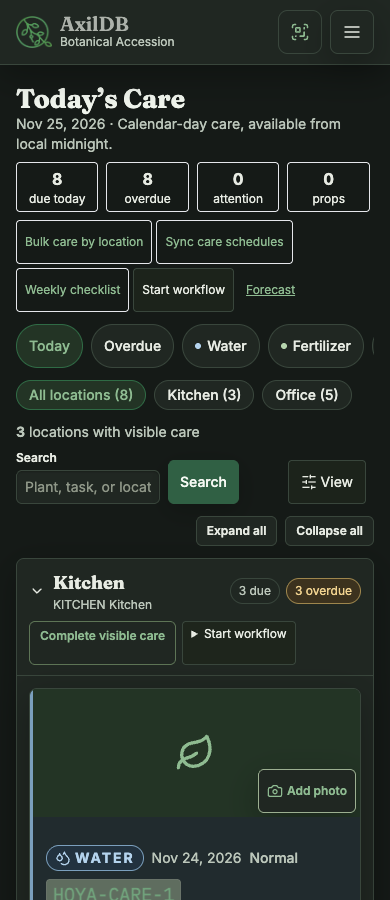 AxilDB
Botanical Accession
Today’s Care
Nov 25, 2026 · Calendar-day care, available from
local midnight.
8 8 0 0
due today overdue attention props
Bulk care by location Sync care schedules
Weekly checklist Start workflow Forecast
Today Overdue • Water • Fertilizer
All locations (8) Kitchen (3) Office (5)
3 locations with visible care
Search
Plant, task, or locat Search View
Expand all Collapse all
Kitchen 3 due 3 overdue
KITCHEN Kitchen
Complete visible care ▶ Start workflow
Add photo
WATER Nov 24, 2026 Normal
HOYA-CARE-1